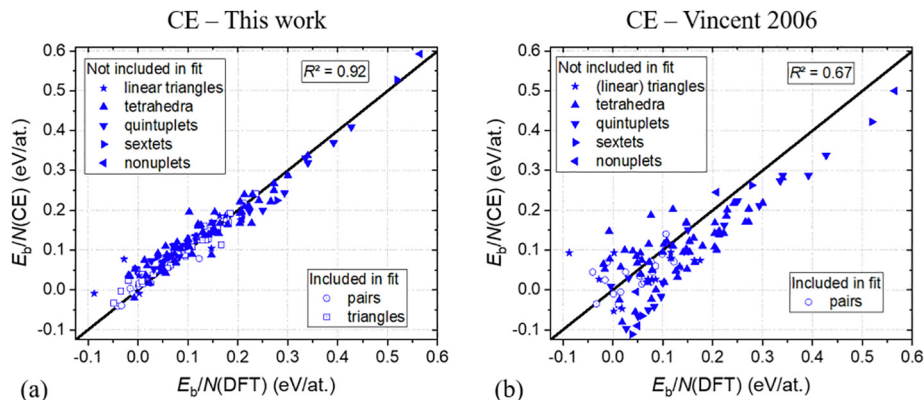 CE – This work
CE – Vincent 2006
0.6
0.5
0.4
0.3
0.2
0.1
0.0
-0.1
E_b/N(CE) (eV/at.)
Not included in fit
linear triangles
tetrahedra
quintuplets
sextets
nonuplets
R² = 0.92
Included in fit
pairs
triangles
-0.1 0.0 0.1 0.2 0.3 0.4 0.5 0.6
E_b/N(DFT) (eV/at.)
(a)
0.6
0.5
0.4
0.3
0.2
0.1
0.0
-0.1
E_b/N(CE) (eV/at.)
Not included in fit
(linear) triangles
tetrahedra
quintuplets
sextets
nonuplets
R² = 0.67
Included in fit
pairs
-0.1 0.0 0.1 0.2 0.3 0.4 0.5 0.6
E_b/N(DFT) (eV/at.)
(b)